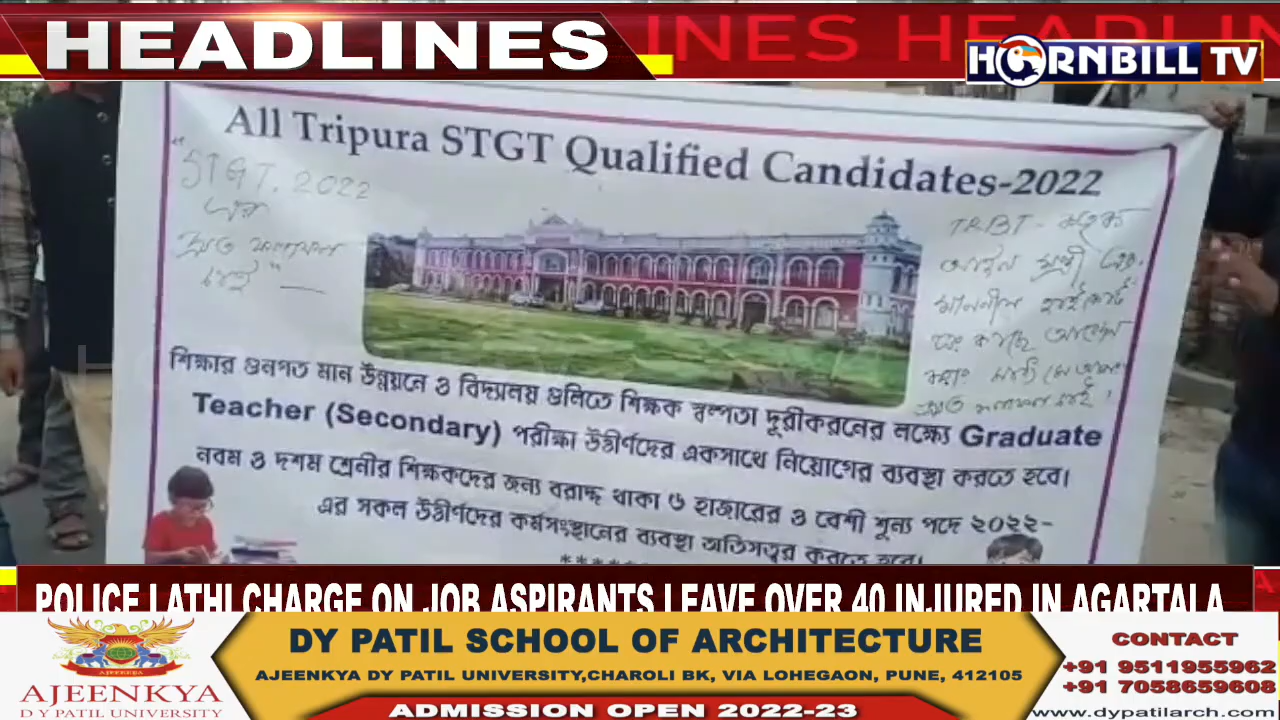 HEADLINES
INES HEADLIN
HORNBILL TV
All Tripura STGT Qualified Candidates-2022
"STGT. 2022
TRBT
শিক্ষার গুনগত মান উন্নয়নে ও বিদ্যালয় গুলিতে শিক্ষক স্বল্পতা দূরীকরনের লক্ষ্যে Graduate
Teacher (Secondary) পরীক্ষা উত্তীর্ণদের একসাথে নিয়োগের ব্যবস্থা করতে হবে।
নবম ও দশম শ্রেনীর শিক্ষকদের জন্য বরাদ্দ থাকা ৬ হাজারের ও বেশী শূন্য পদে ২০২২-
এর সকল উত্তীর্ণদের কর্মসংস্থানের ব্যবস্থা অতিসত্বর করতে হবে।
POLICE LATHI CHARGE ON JOB ASPIRANTS LEAVE OVER 40 INJURED IN AGARTALA
AJEENKYA
D Y PATIL UNIVERSITY
DY PATIL SCHOOL OF ARCHITECTURE
AJEENKYA DY PATIL UNIVERSITY,CHAROLI BK, VIA LOHEGAON, PUNE, 412105
ADMISSION OPEN 2022-23
CONTACT
+91 9511955962
+91 7058659608
www.dypatilarch.com